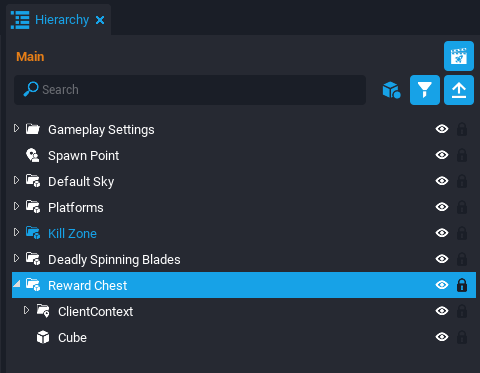 Hierarchy
Main
Search
Gameplay Settings
Spawn Point
Default Sky
Platforms
Kill Zone
Deadly Spinning Blades
Reward Chest
ClientContext
Cube